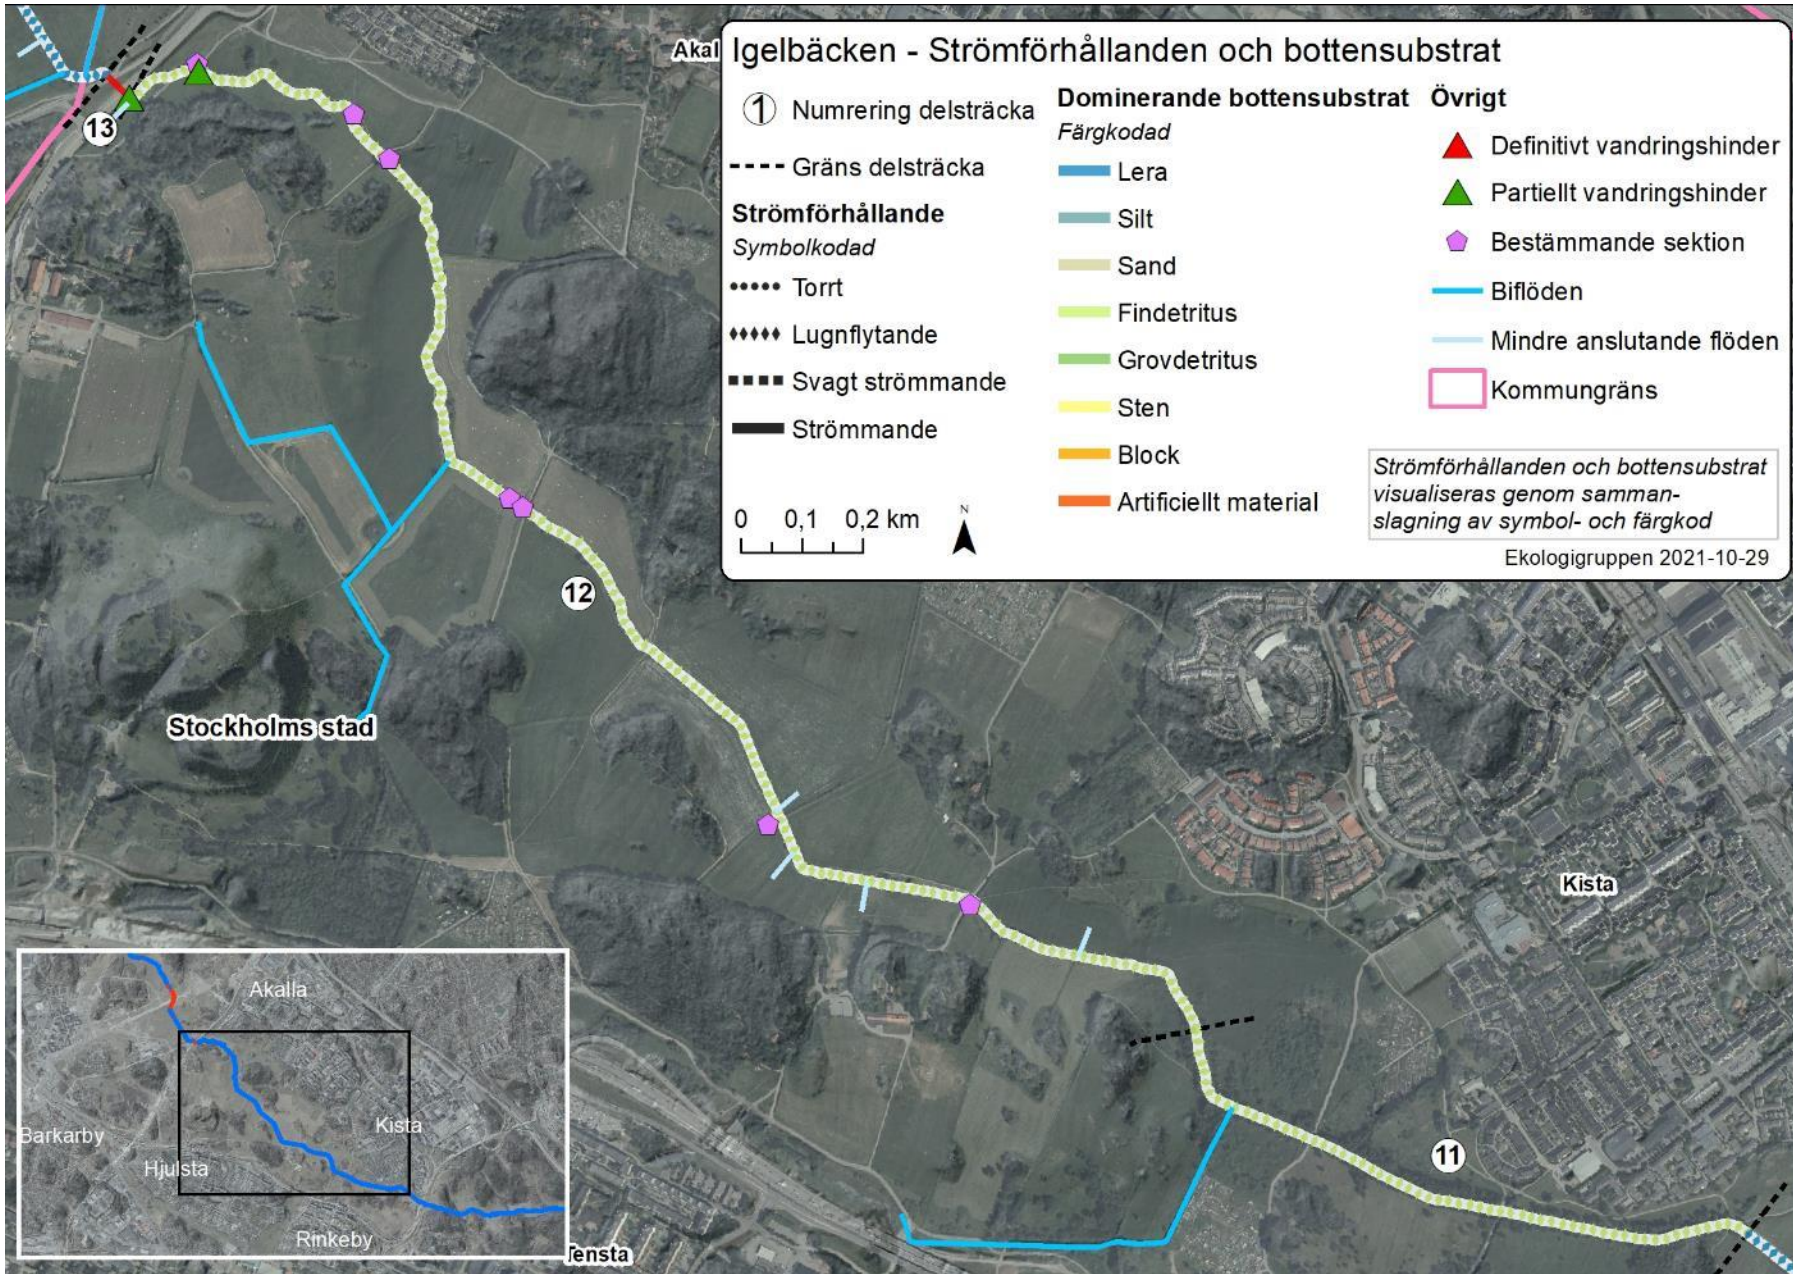 Akal
Igelbäcken - Strömförhållanden och bottensubstrat
1 Numrering delsträcka
Gräns delsträcka
Strömförhållande
Symbolkodad
Torrt
Lugnflytande
Svagt strömmande
Strömmande
0 0,1 0,2 km
N
Dominerande bottensubstrat
Färgkodad
Lera
Silt
Sand
Findetritus
Grovdetritus
Sten
Block
Artificiellt material
Övrigt
Definitivt vandringshinder
Partiellt vandringshinder
Bestämmande sektion
Biflöden
Mindre anslutande flöden
Kommungräns
Strömförhållanden och bottensubstrat
visualiseras genom samman-
slagning av symbol- och färgkod
Ekologigruppen 2021-10-29
13
12
Stockholms stad
Kista
11
Tensta
Akalla
Kista
Barkarby
Hjulsta
Rinkeby